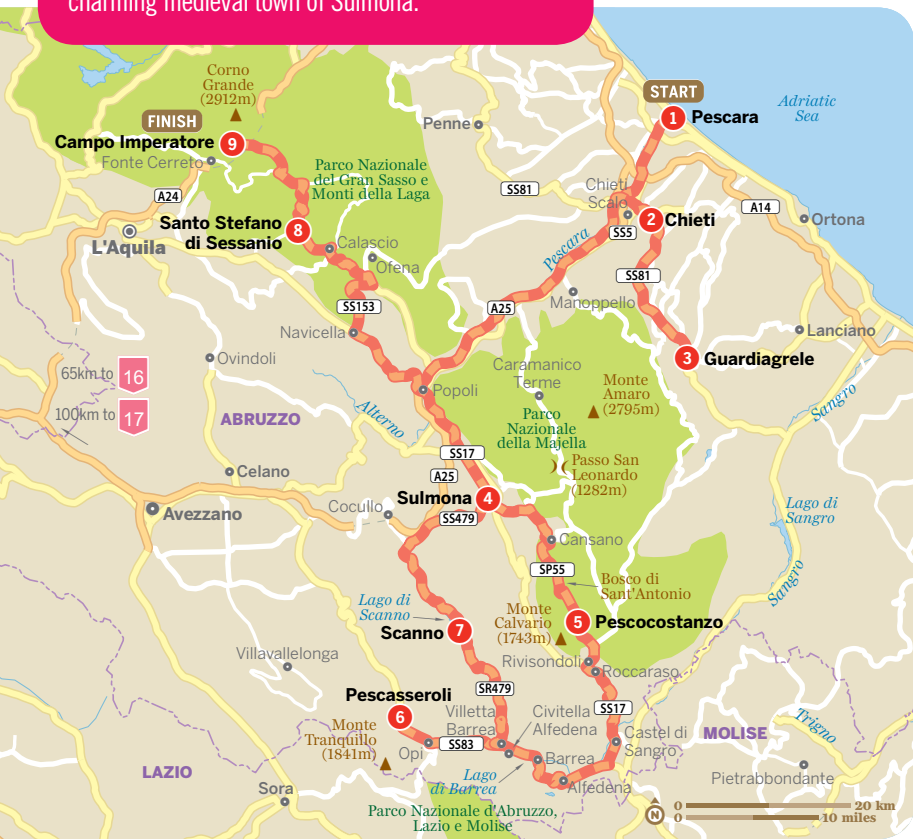 charming medieval town of Sulmona.
Corno
Grande
(2912m)
START
1 Pescara
Adriatic
Sea
FINISH
Penne
Campo Imperatore 9
Fonte Cerreto
Parco Nazionale
del Gran Sasso e
Monti della Laga
SS81
Chieti
Scalo
A24
A14
Santo Stefano
di Sessanio
8
2 Chieti
Ortona
SS5
L'Aquila
Calascio
Pescara
Ofena
SS81
SS153
A25
Manoppello
Navicella
Lanciano
Ovindoli
3 Guardiagrele
65km to 16
Caramanico
Terme
Popoli
Monte
Amaro
(2795m)
Sangro
100km to 17
ABRUZZO
Alterno
Parco
Nazionale
della Majella
SS17
Passo San
Leonardo
(1282m)
Celano
A25
Sulmona 4
Avezzano
Cocullo
SS479
Lago di
Sangro
Cansano
SP55
Bosco di
Sant'Antonio
Sangro
Lago di
Scanno
Monte
Calvario
(1743m)
5 Pescocostanzo
Scanno 7
Villavallelonga
Rivisondoli
Roccaraso
SR479
Pescasseroli
6
SS17
Villetta
Barrea
Civitella
Alfedena
Monte
Tranquillo
(1841m)
Opi
SS83
Castel di
Sangro
MOLISE
Trigno
Barrea
LAZIO
Lago
di Barrea
Alfedena
Pietrabbondante
Sora
Parco Nazionale d'Abruzzo,
Lazio e Molise
N
0 20 km
0 10 miles